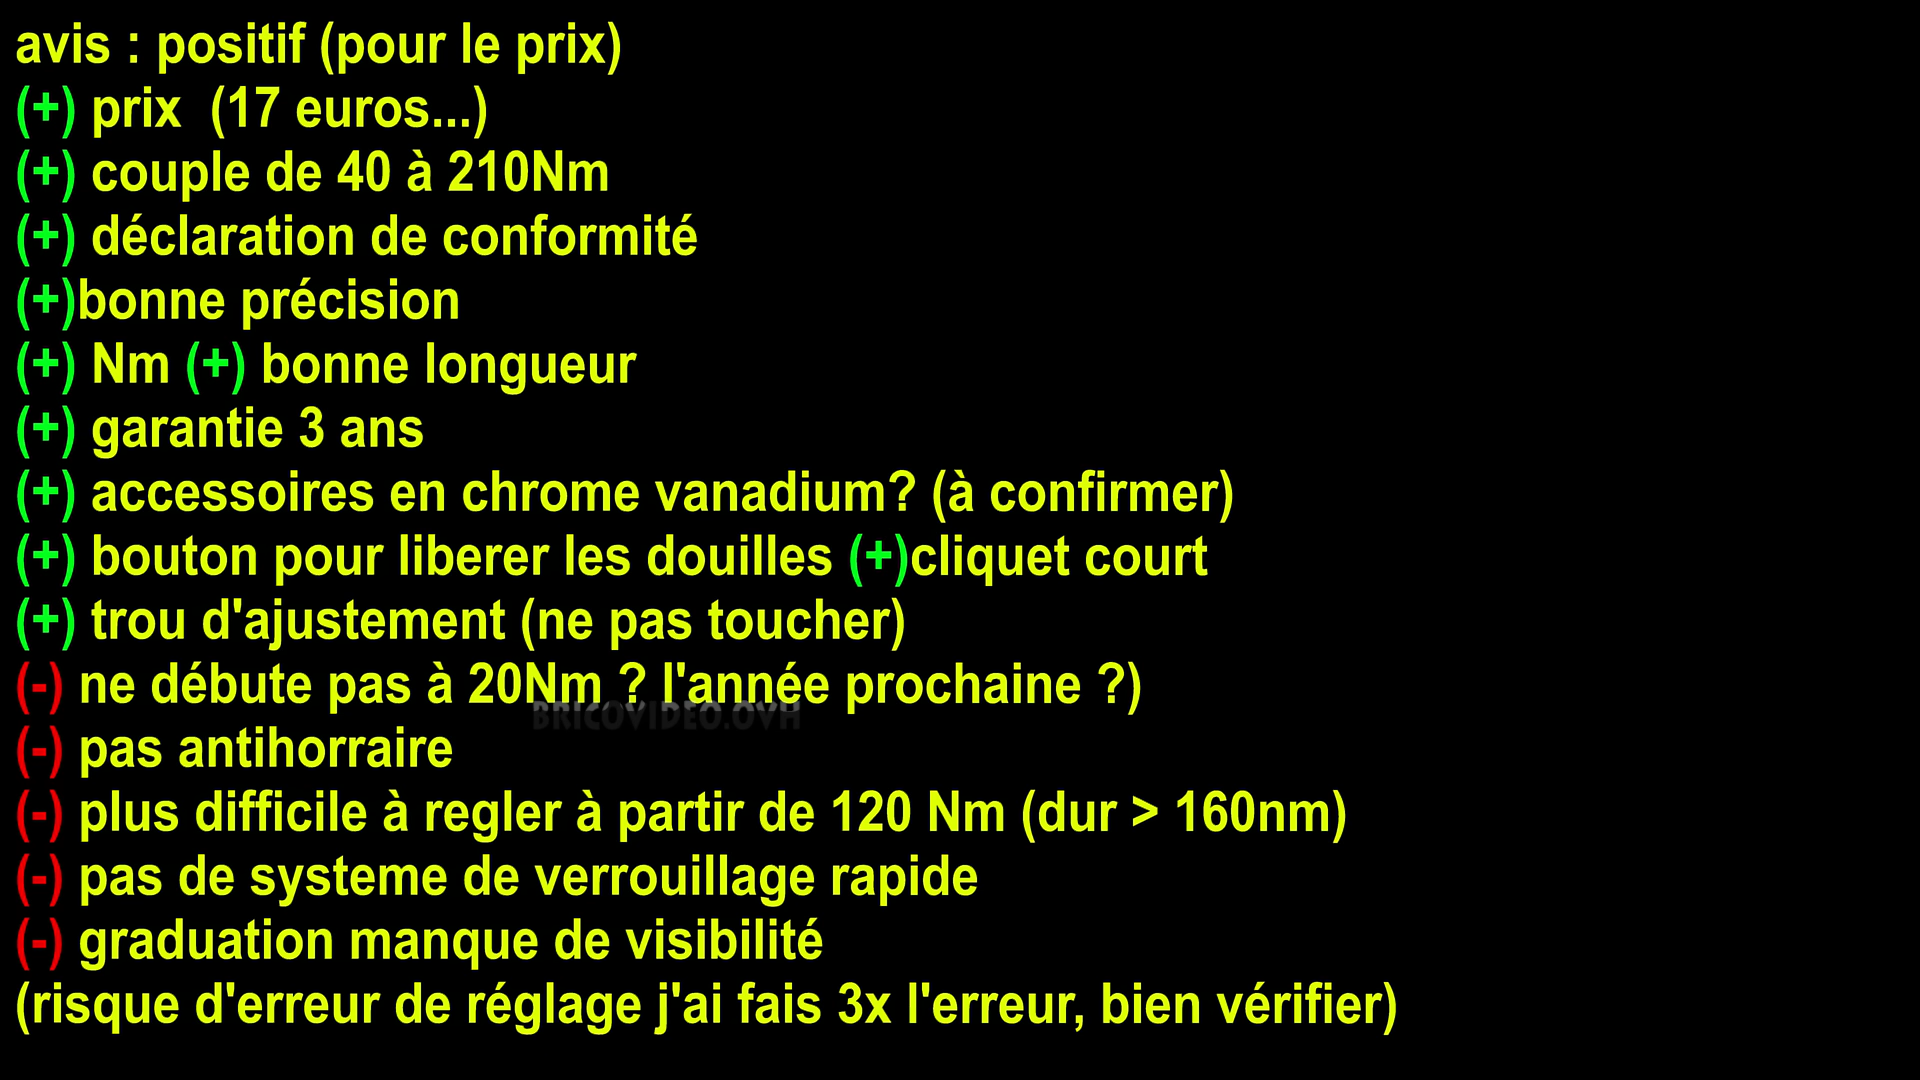 avis : positif (pour le prix)
(+) prix  (17 euros...)
(+) couple de 40 à 210Nm
(+) déclaration de conformité
(+)bonne précision
(+) Nm (+) bonne longueur
(+) garantie 3 ans
(+) accessoires en chrome vanadium? (à confirmer)
(+) bouton pour liberer les douilles (+)cliquet court
(+) trou d'ajustement (ne pas toucher)
(-) ne débute pas à 20Nm ? l'année prochaine ?)
BRICOVIDEO.OVH
(-) pas antihorraire
(-) plus difficile à regler à partir de 120 Nm (dur > 160nm)
(-) pas de systeme de verrouillage rapide
(-) graduation manque de visibilité
(risque d'erreur de réglage j'ai fais 3x l'erreur, bien vérifier)